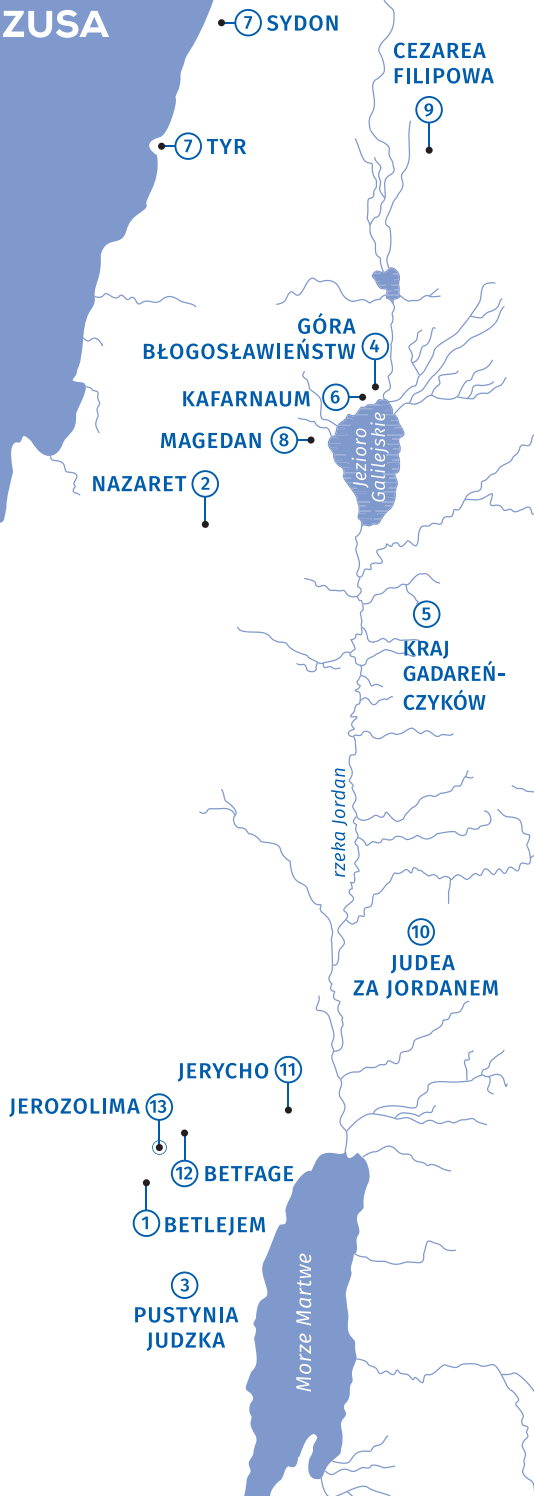 ZUSA
7 SYDON
CEZAREA
FILIPOWA
9
7 TYR
GÓRA
BŁOGOSŁAWIEŃSTW 4
KAFARNAUM 6
MAGEDAN 8
Jezioro
Galilejskie
NAZARET 2
5
KRAJ
GADAREŃ-
CZYKÓW
rzeka Jordan
10
JUDEA
ZA JORDANEM
JERYCHO 11
JEROZOLIMA 13
12 BETFAGE
1 BETLEJEM
3
PUSTYNIA
JUDZKA
Morze Martwe